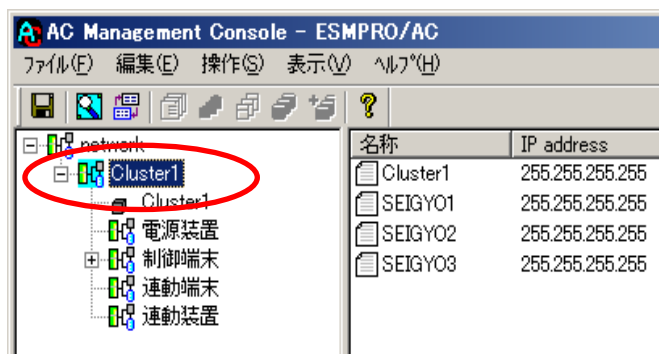 AC Management Console - ESMPRO/AC
ファイル(F) 編集(E) 操作(S) 表示(V) ヘルプ(H)
network
Cluster1
Cluster1
電源装置
制御端末
連動端末
連動装置
名称 IP address
Cluster1 255.255.255.255
SEIGYO1 255.255.255.255
SEIGYO2 255.255.255.255
SEIGYO3 255.255.255.255